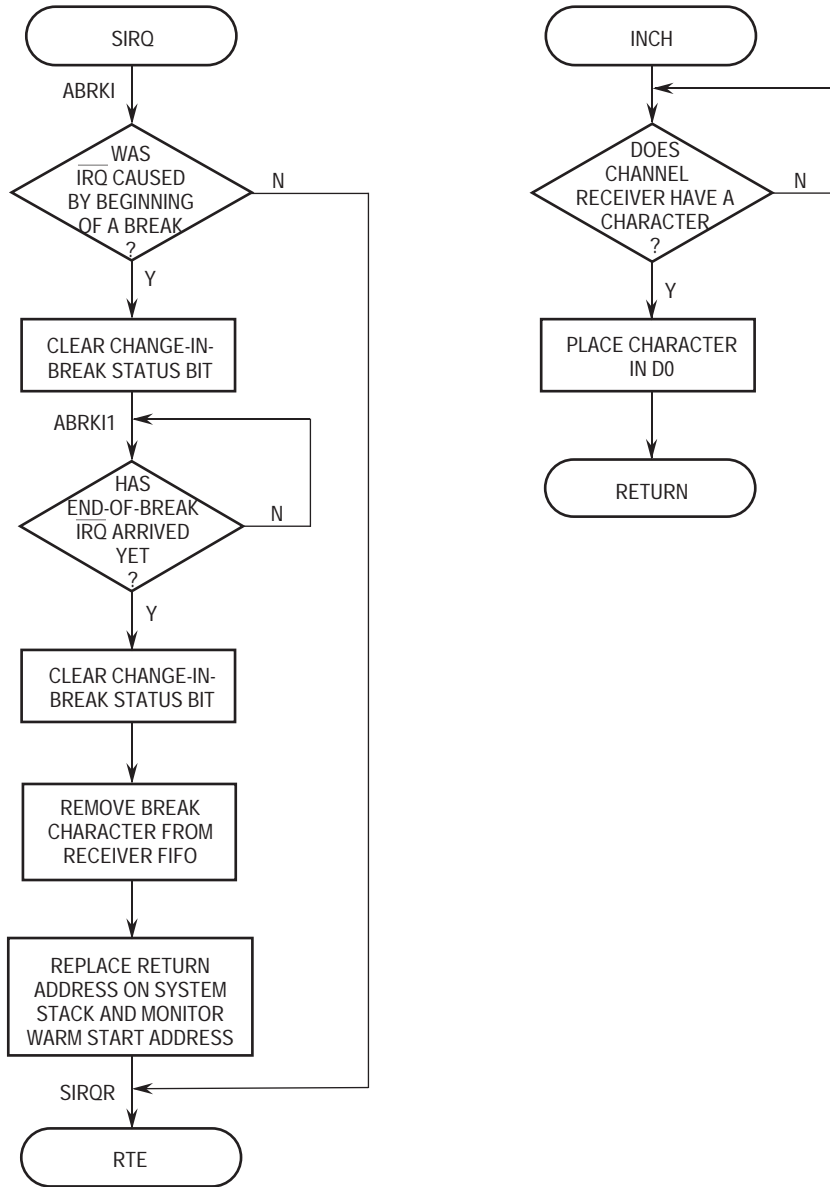 SIRQ
ABRKI
WAS
IRQ CAUSED
BY BEGINNING
OF A BREAK
?
N
Y
CLEAR CHANGE-IN-
BREAK STATUS BIT
ABRKI1
HAS
END-OF-BREAK
IRQ ARRIVED
YET
?
N
Y
CLEAR CHANGE-IN-
BREAK STATUS BIT
REMOVE BREAK
CHARACTER FROM
RECEIVER FIFO
REPLACE RETURN
ADDRESS ON SYSTEM
STACK AND MONITOR
WARM START ADDRESS
SIRQR
RTE
INCH
DOES
CHANNEL
RECEIVER HAVE A
CHARACTER
?
N
Y
PLACE CHARACTER
IN D0
RETURN